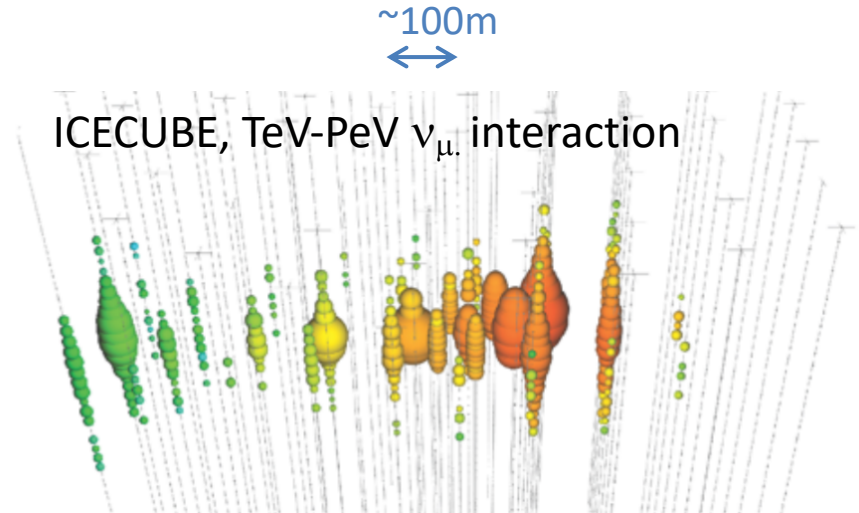 ~100m
ICECUBE, TeV-PeV νμ. interaction